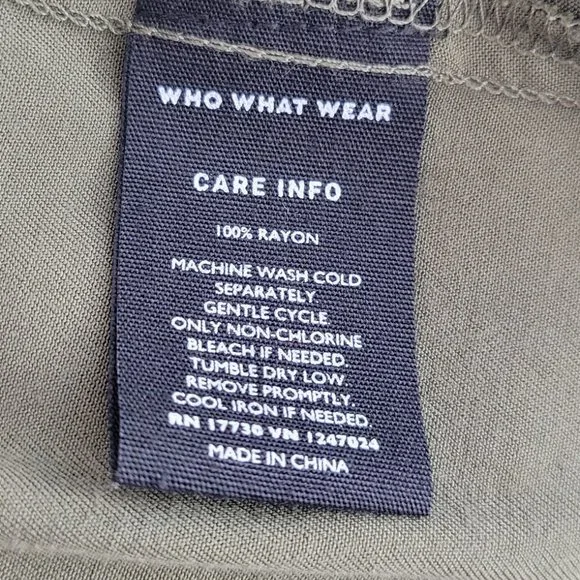 WHO WHAT WEAR
CARE INFO
100% RAYON
MACHINE WASH COLD
SEPARATELY
GENTLE CYCLE
ONLY NON-CHLORINE
BLEACH IF NEEDED.
TUMBLE DRY LOW
REMOVE PROMPTLY.
COOL IRON IF NEEDED.
RN 17730 VN 1247024
MADE IN CHINA